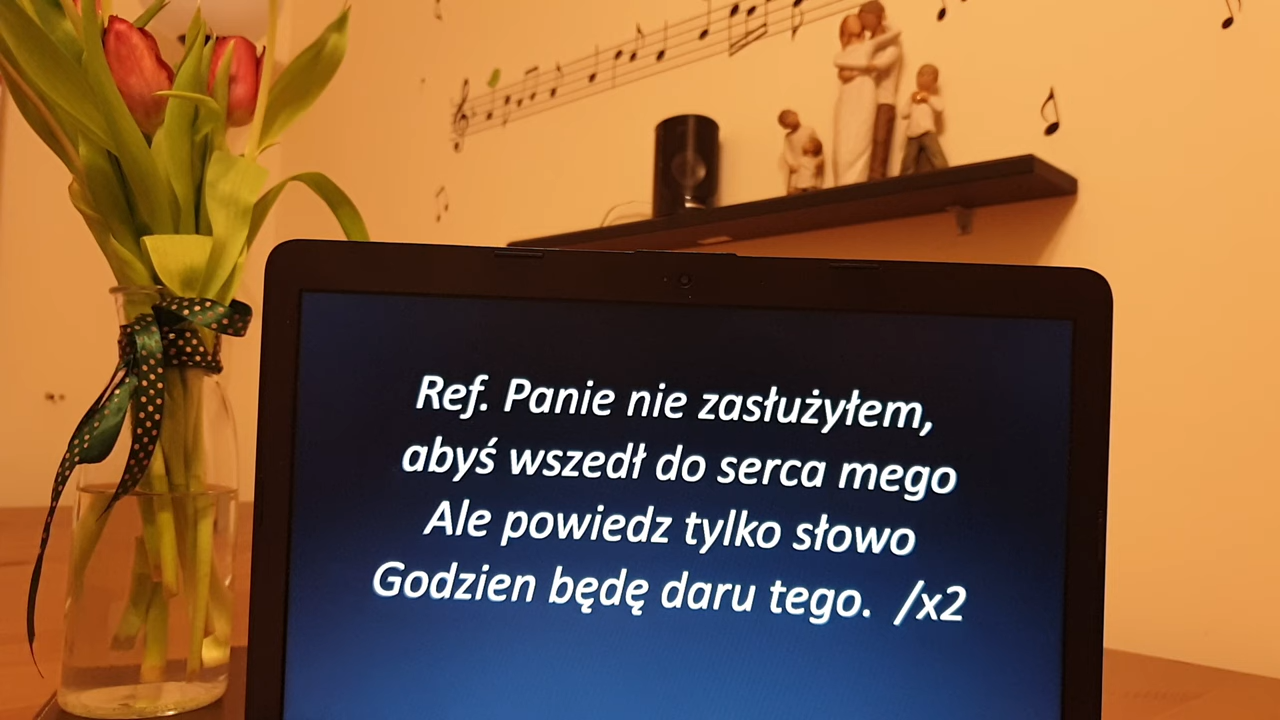 Ref. Panie nie zasłużyłem,
abyś wszedł do serca mego
Ale powiedz tylko słowo
Godzien będę daru tego.  /x2